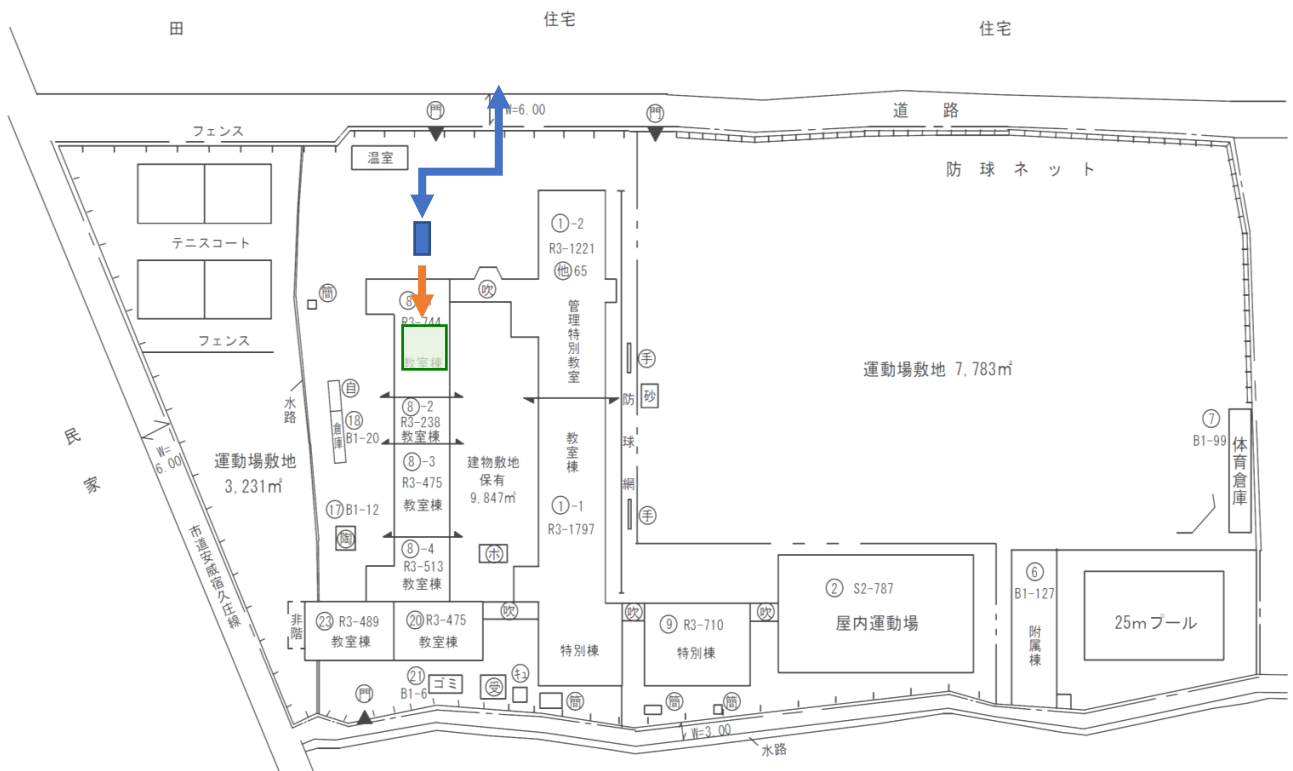 田
住宅
住宅
門
W=6.00
門
道 路
フェンス
温室
防 球 ネ ッ ト
テニスコート
①-2
R3-1221
他 65
管理特別教室
吹
簡
⑧
R3-744
教室棟
フェンス
運動場敷地 7,783㎡
手
砂
防球網
手
水路
自
⑱
倉庫
B1-20
⑧-2
R3-238
教室棟
⑧-3
R3-475
教室棟
建物敷地
保有
9,847㎡
教室棟
①-1
R3-1797
⑦
B1-99
体育倉庫
民家
W=
6.00
運動場敷地
3,231㎡
市道安威宿久庄線
⑰B1-12
陶
⑧-4
R3-513
教室棟
ホ
② S2-787
屋内運動場
⑥
B1-127
附属棟
25mプール
非階
㉓ R3-489
教室棟
⑳R3-475
教室棟
吹
特別棟
吹
⑨ R3-710
特別棟
吹
㉑
B1-6
ゴミ
受
キュ
簡
簡
簡
門
W=3.00
水路